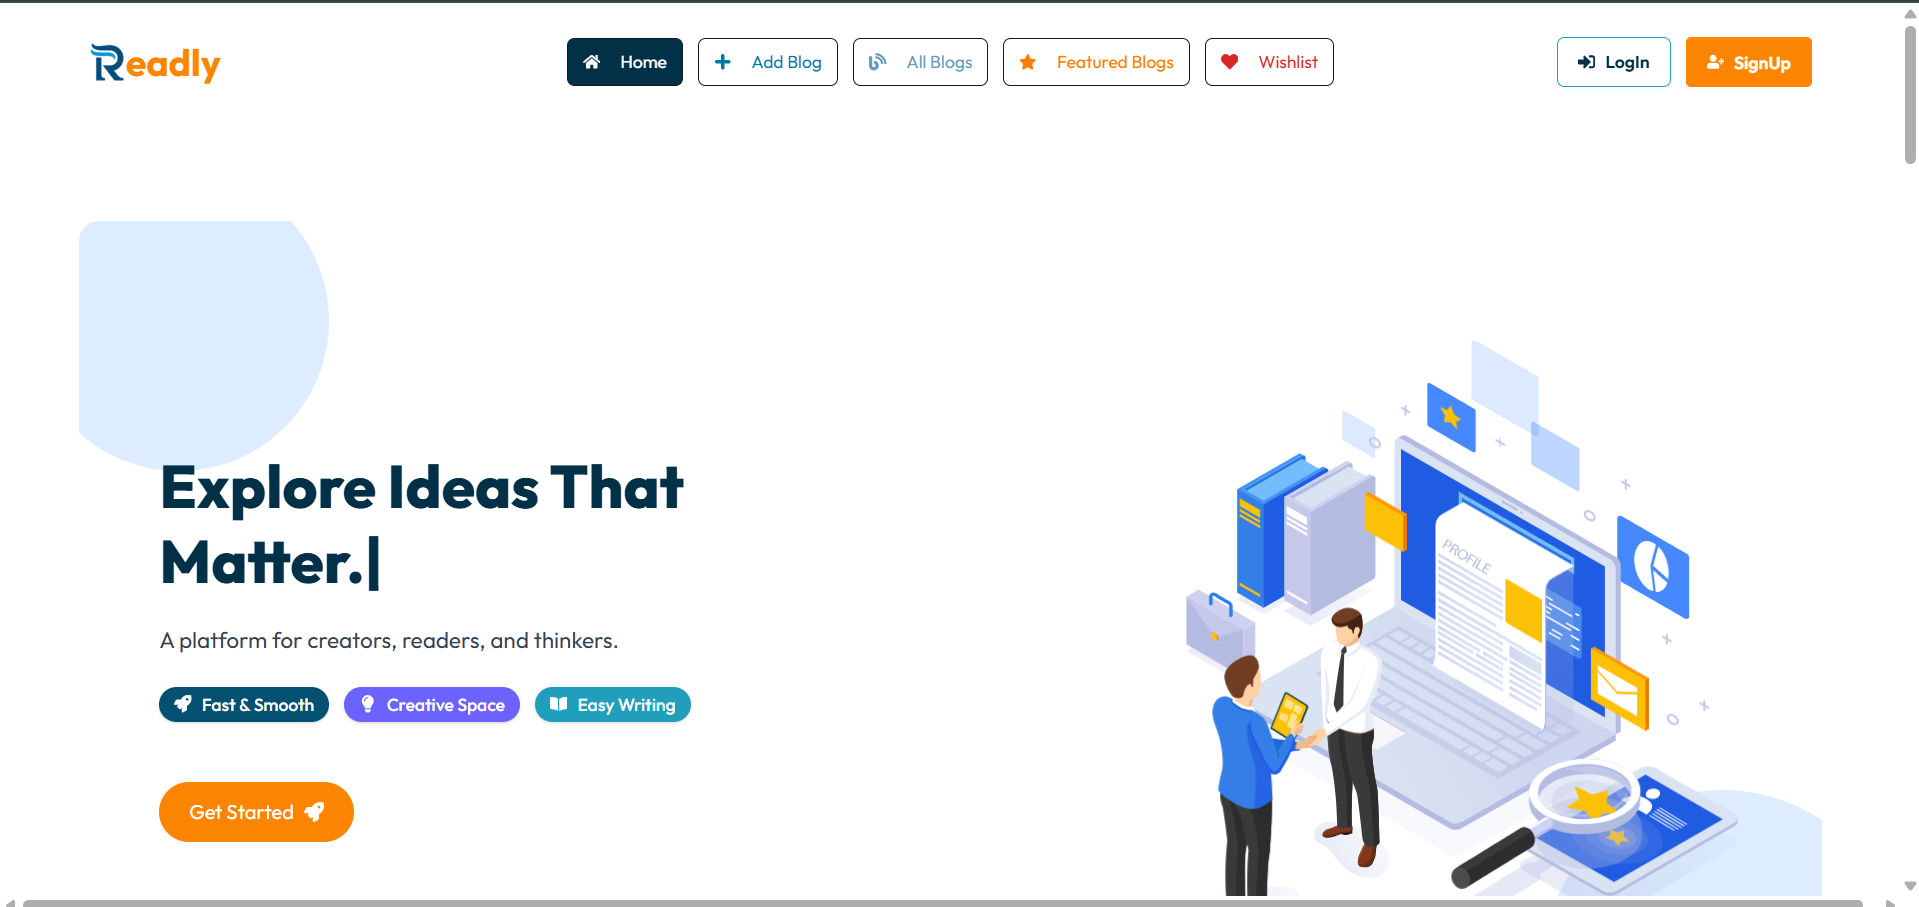 Readly
Home
Add Blog
All Blogs
Featured Blogs
Wishlist
LogIn
SignUp
Explore Ideas That
Matter.|
A platform for creators, readers, and thinkers.
Fast & Smooth
Creative Space
Easy Writing
Get Started
PROFILE